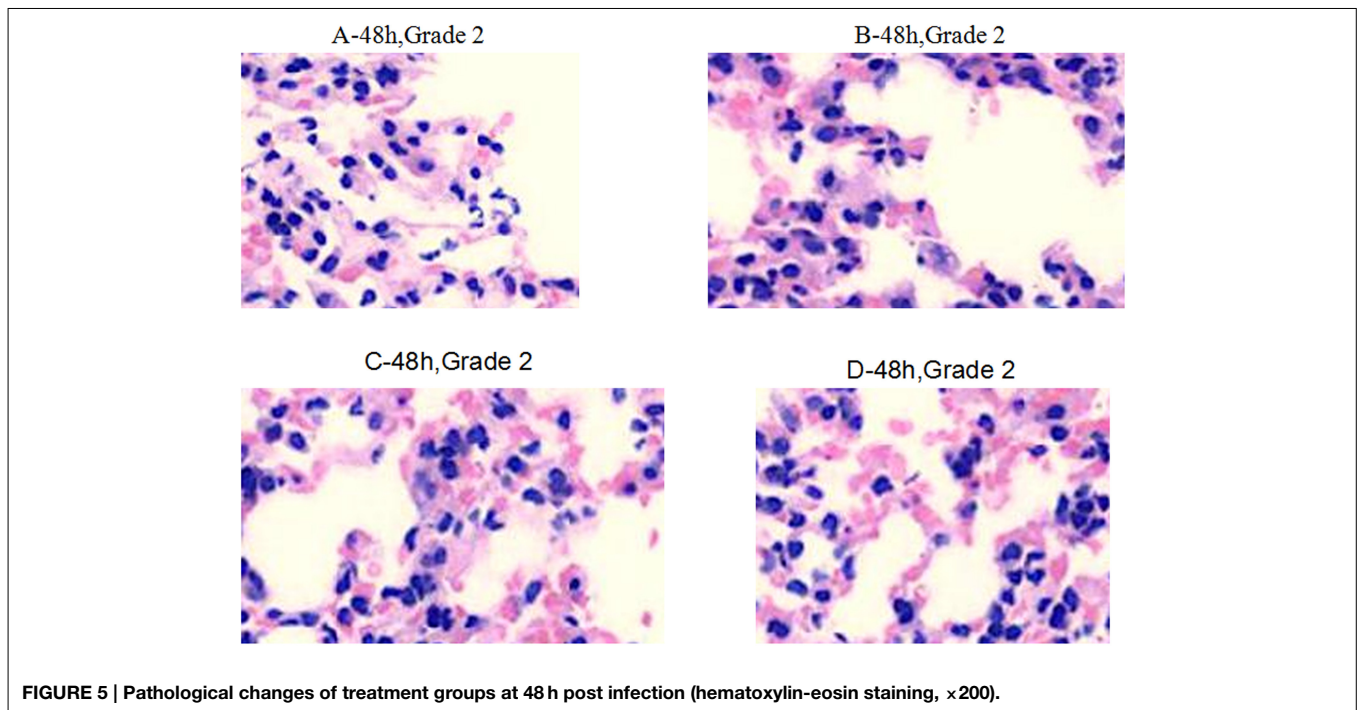 A-48h,Grade 2
B-48h,Grade 2
C-48h,Grade 2
D-48h,Grade 2
FIGURE 5 | Pathological changes of treatment groups at 48 h post infection (hematoxylin-eosin staining, ×200).